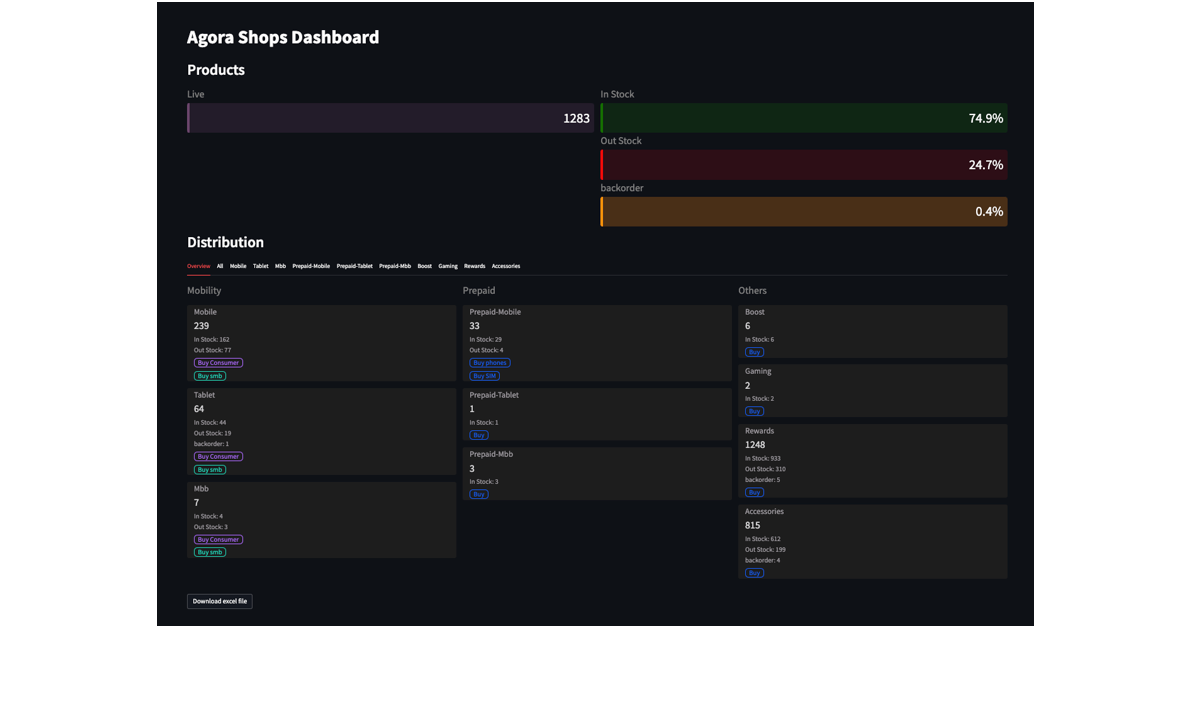 Agora Shops Dashboard
Products
Live
1283
In Stock
74.9%
Out Stock
24.7%
backorder
0.4%
Distribution
Overview All Mobile Tablet Mbb Prepaid-Mobile Prepaid-Tablet Prepaid-Mbb Boost Gaming Rewards Accessories
Mobility
Mobile
239
In Stock: 162
Out Stock: 77
Buy Consumer
Buy smb
Tablet
64
In Stock: 44
Out Stock: 19
backorder: 1
Buy Consumer
Buy smb
Mbb
7
In Stock: 4
Out Stock: 3
Buy Consumer
Buy smb
Prepaid
Prepaid-Mobile
33
In Stock: 29
Out Stock: 4
Buy phones
Buy SIM
Prepaid-Tablet
1
In Stock: 1
Buy
Prepaid-Mbb
3
In Stock: 3
Buy
Others
Boost
6
In Stock: 6
Buy
Gaming
2
In Stock: 2
Buy
Rewards
1248
In Stock: 933
Out Stock: 310
backorder: 5
Buy
Accessories
815
In Stock: 612
Out Stock: 199
backorder: 4
Buy
Download excel file